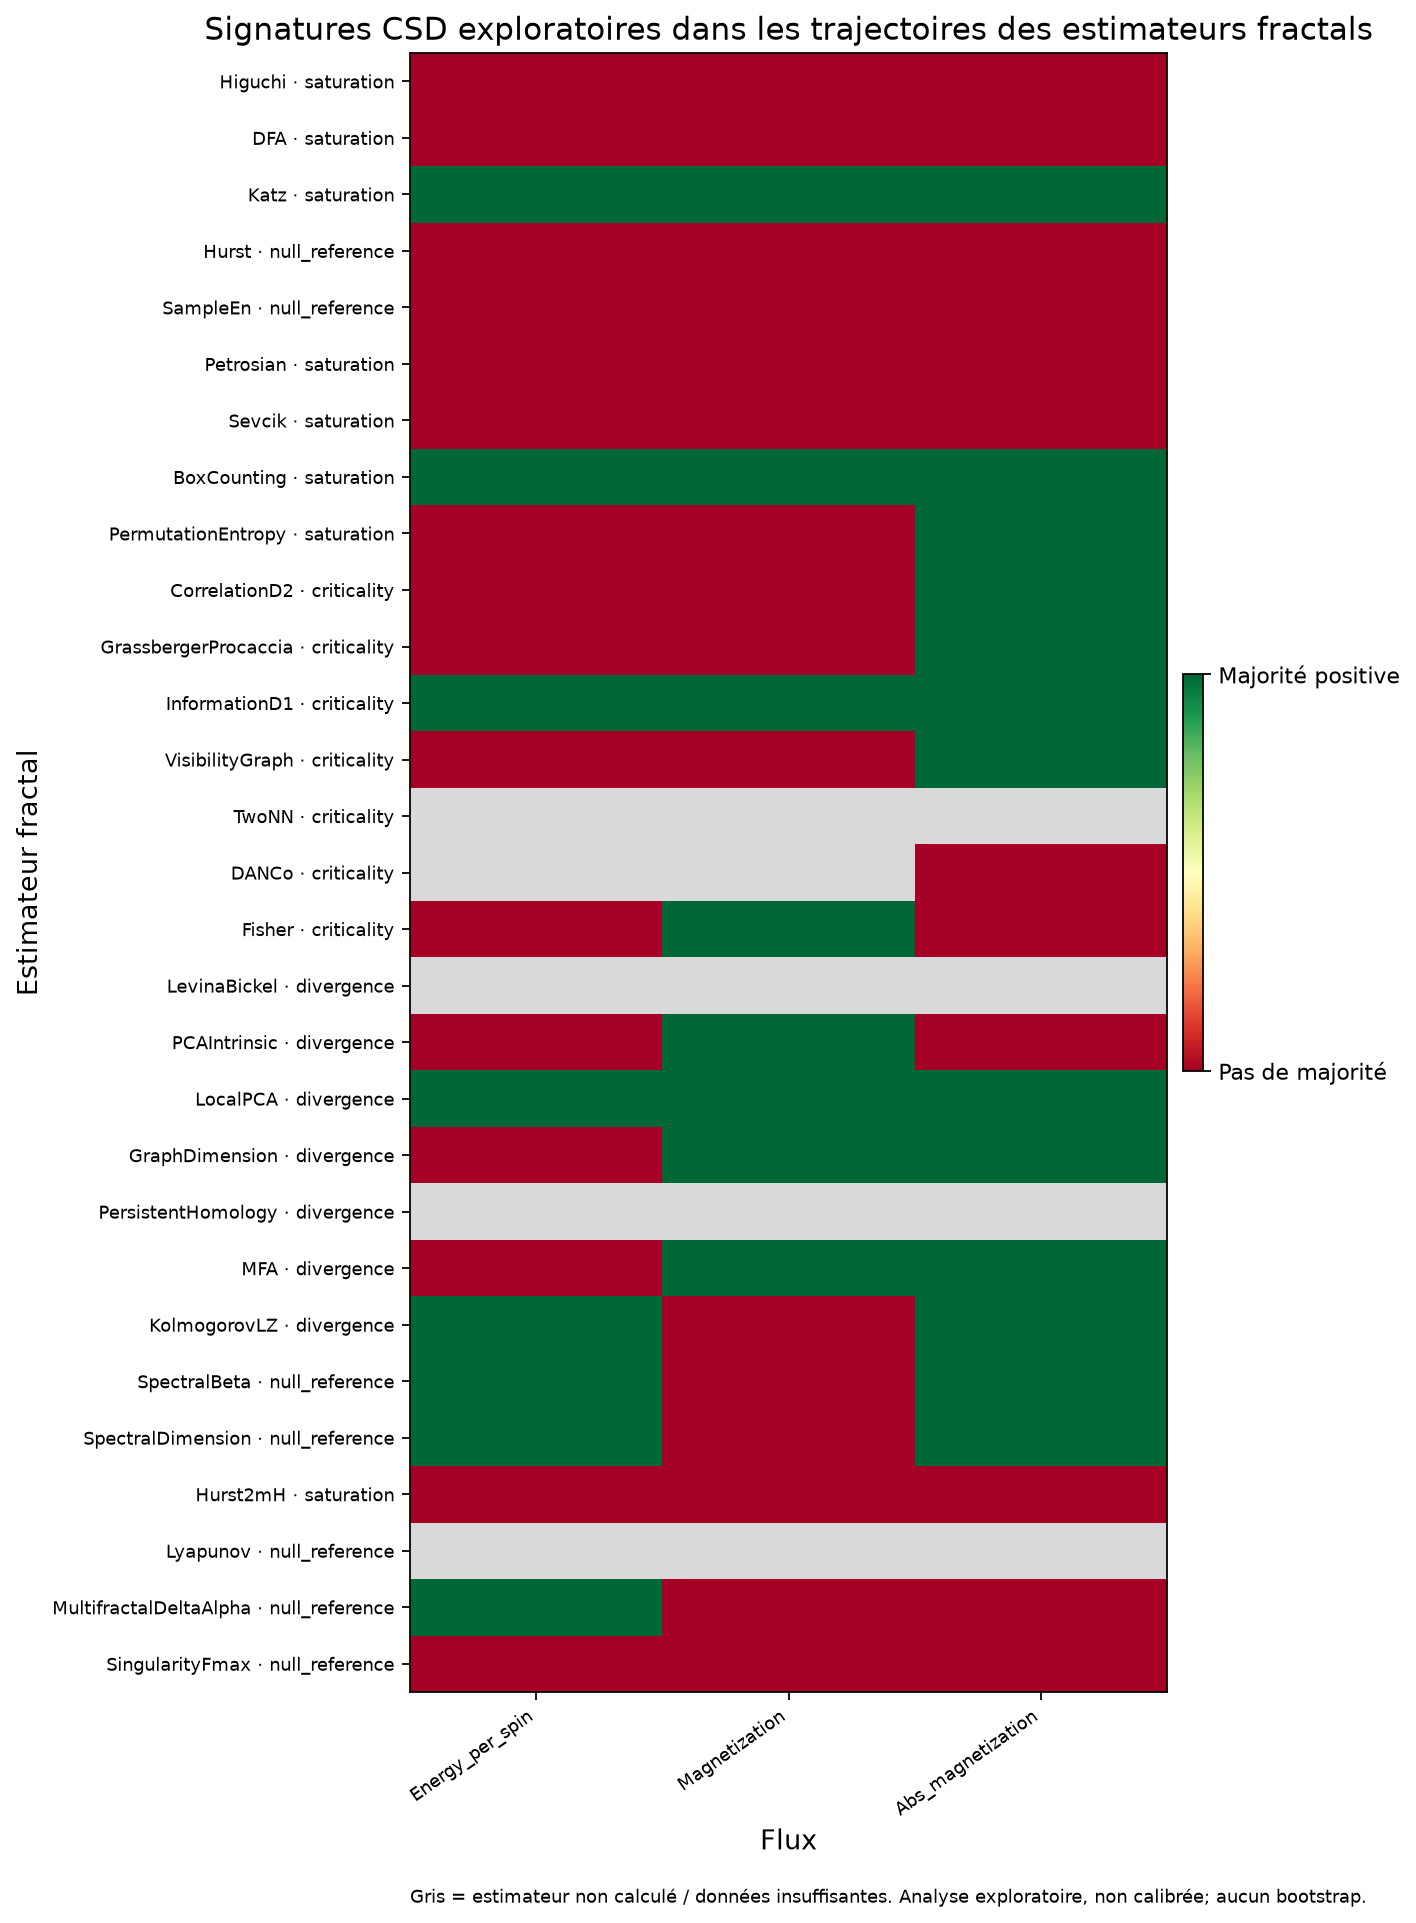 Signatures CSD exploratoires dans les trajectoires des estimateurs fractals
Higuchi · saturation
DFA · saturation
Katz · saturation
Hurst · null_reference
SampleEn · null_reference
Petrosian · saturation
Sevcik · saturation
BoxCounting · saturation
PermutationEntropy · saturation
CorrelationD2 · criticality
GrassbergerProcaccia · criticality
InformationD1 · criticality
VisibilityGraph · criticality
TwoNN · criticality
DANCo · criticality
Fisher · criticality
LevinaBickel · divergence
PCAIntrinsic · divergence
LocalPCA · divergence
GraphDimension · divergence
PersistentHomology · divergence
MFA · divergence
KolmogorovLZ · divergence
SpectralBeta · null_reference
SpectralDimension · null_reference
Hurst2mH · saturation
Lyapunov · null_reference
MultifractalDeltaAlpha · null_reference
SingularityFmax · null_reference
Estimateur fractal
Majorité positive
Pas de majorité
Energy_per_spin
Magnetization
Abs_magnetization
Flux
Gris = estimateur non calculé / données insuffisantes. Analyse exploratoire, non calibrée; aucun bootstrap.